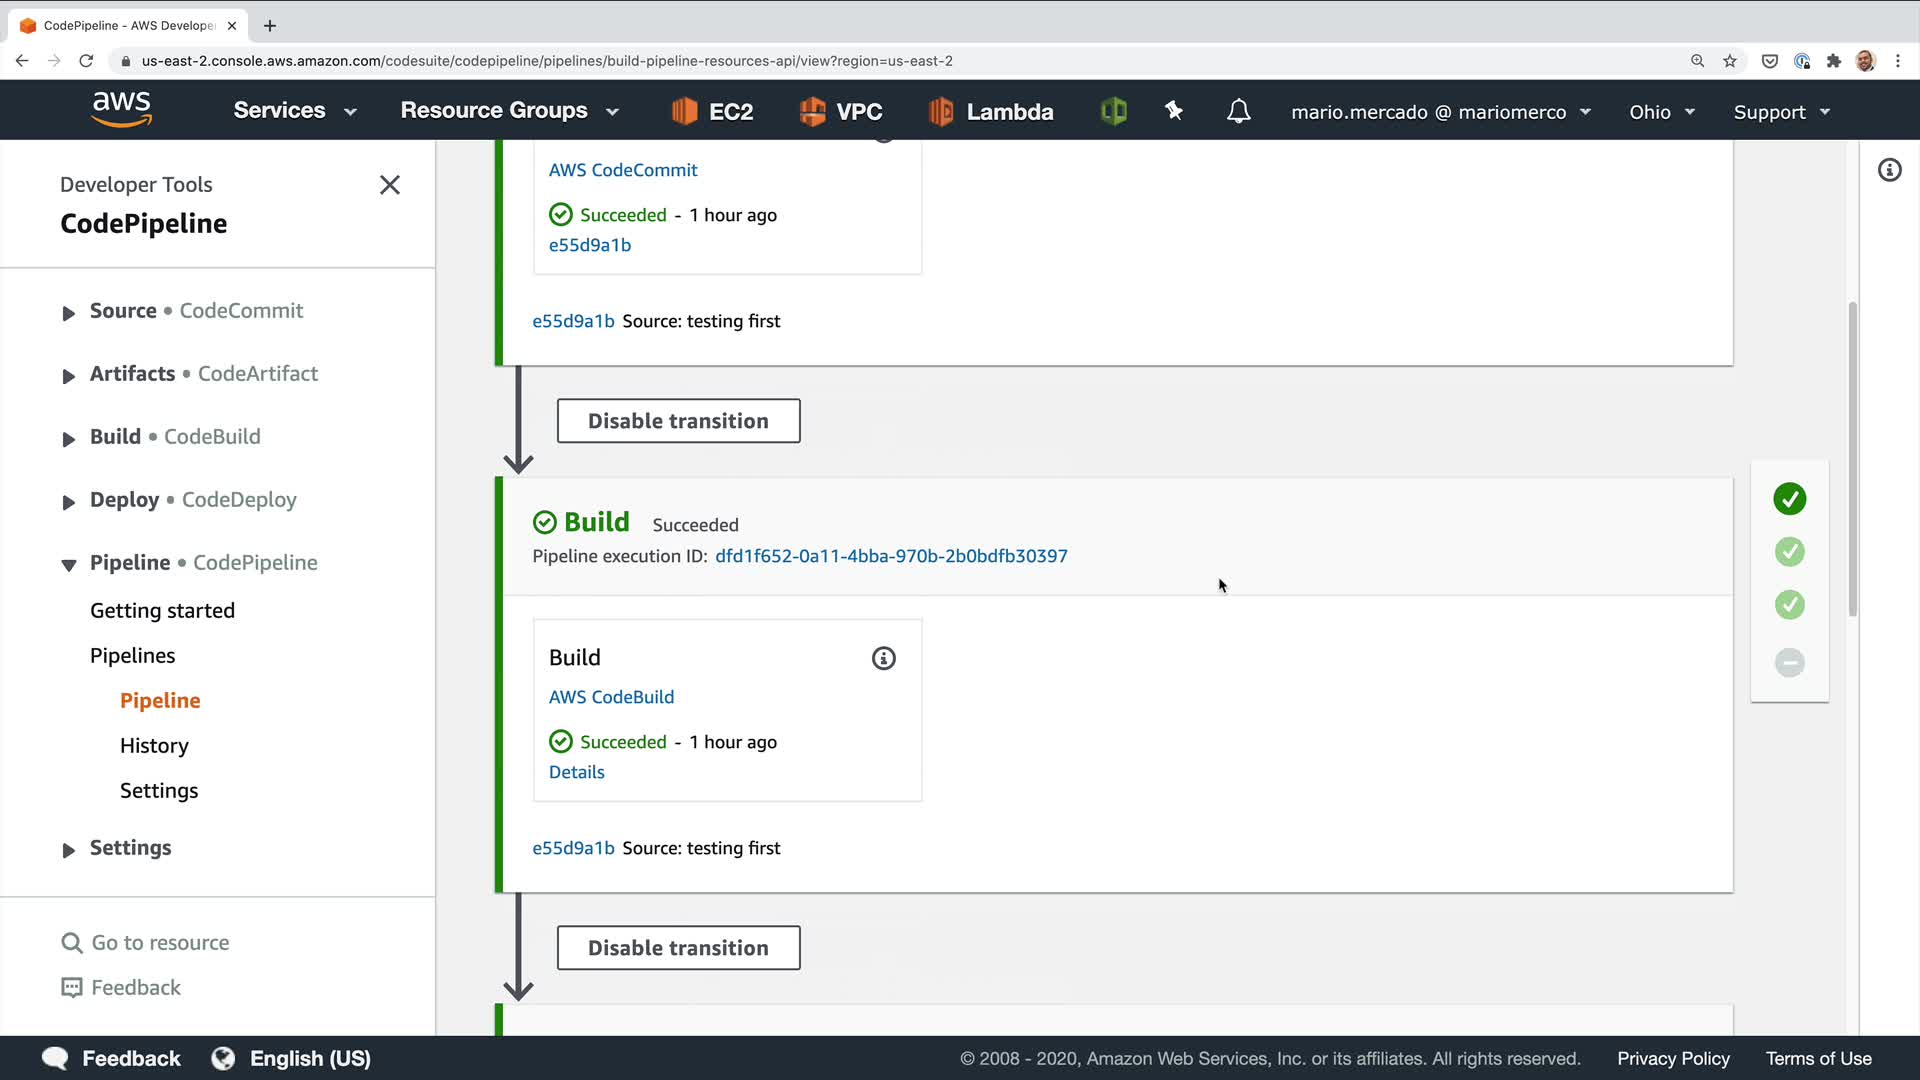 CodePipeline - AWS Develope
us-east-2.console.aws.amazon.com/codesuite/codepipeline/pipelines/build-pipeline-resources-api/view?region=us-east-2
aws
Services
Resource Groups
EC2
VPC
Lambda
mario.mercado @ mariomerco
Ohio
Support
Developer Tools
CodePipeline
Source • CodeCommit
Artifacts • CodeArtifact
Build • CodeBuild
Deploy • CodeDeploy
Pipeline • CodePipeline
Getting started
Pipelines
Pipeline
History
Settings
Settings
Go to resource
Feedback
AWS CodeCommit
Succeeded - 1 hour ago
e55d9a1b
e55d9a1b Source: testing first
Disable transition
Build Succeeded
Pipeline execution ID: dfd1f652-0a11-4bba-970b-2b0bdfb30397
Build
AWS CodeBuild
Succeeded - 1 hour ago
Details
e55d9a1b Source: testing first
Disable transition
Feedback
English (US)
© 2008 - 2020, Amazon Web Services, Inc. or its affiliates. All rights reserved.
Privacy Policy
Terms of Use